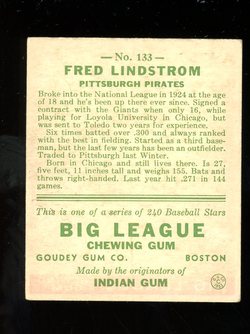 No. 133
FRED LINDSTROM
PITTSBURGH PIRATES
Broke into the National League in 1924 at the
age of 18 and he's been up there ever since. Signed a
contract with the Giants when only 16, while
playing for Loyola University in Chicago, but
was sent to Toledo two years for experience.
Six times batted over .300 and always ranked
with the best in fielding. Started as a third base-
man, but the last few years has been an outfielder.
Traded to Pittsburgh last Winter.
Born in Chicago and still lives there. Is 27,
five feet, 11 inches tall and weighs 155. Bats and
throws right-handed. Last year hit .271 in 144
games.
This is one of a series of 240 Baseball Stars
BIG LEAGUE
CHEWING GUM
GOUDEY GUM CO. BOSTON
Made by the originators of
INDIAN GUM